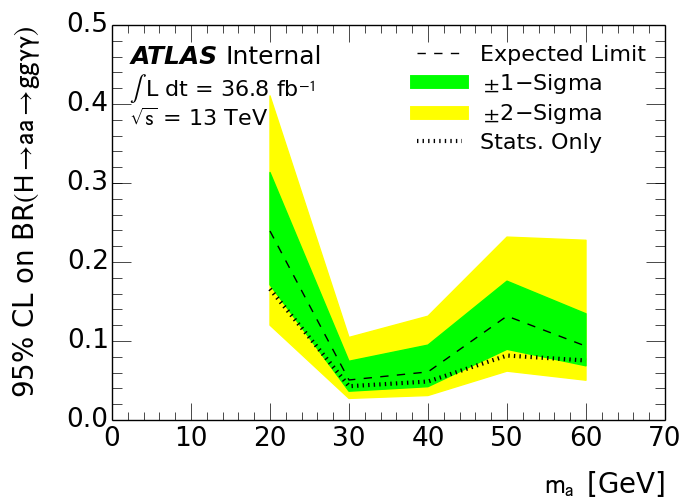 95% CL on BR(H→aa→ggγγ)
0.5
0.4
0.3
0.2
0.1
0.0
ATLAS Internal
∫L dt = 36.8 fb⁻¹
√s = 13 TeV
Expected Limit
±1−Sigma
±2−Sigma
Stats. Only
0 10 20 30 40 50 60 70
mₐ [GeV]